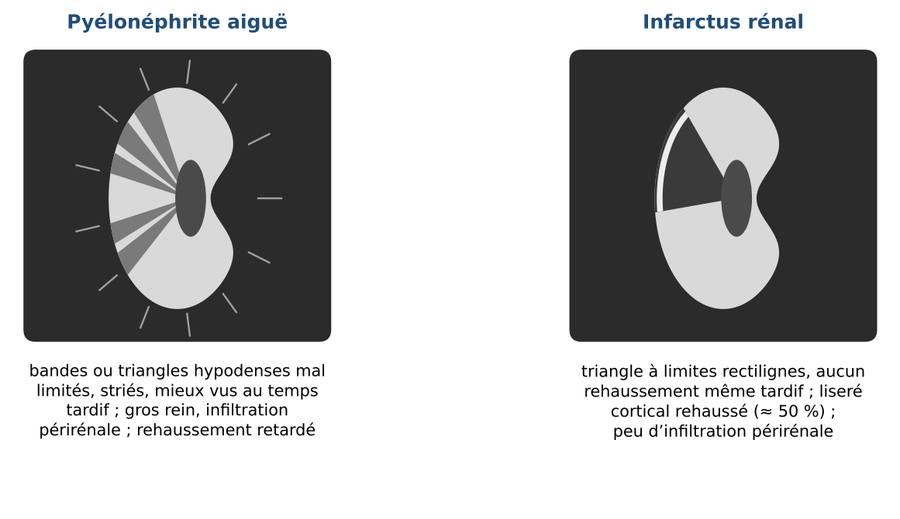 Pyélonéphrite aiguë
bandes ou triangles hypodenses mal
limités, striés, mieux vus au temps
tardif ; gros rein, infiltration
périrénale ; rehaussement retardé
Infarctus rénal
triangle à limites rectilignes, aucun
rehaussement même tardif ; liseré
cortical rehaussé (≈ 50 %) ;
peu d’infiltration périrénale